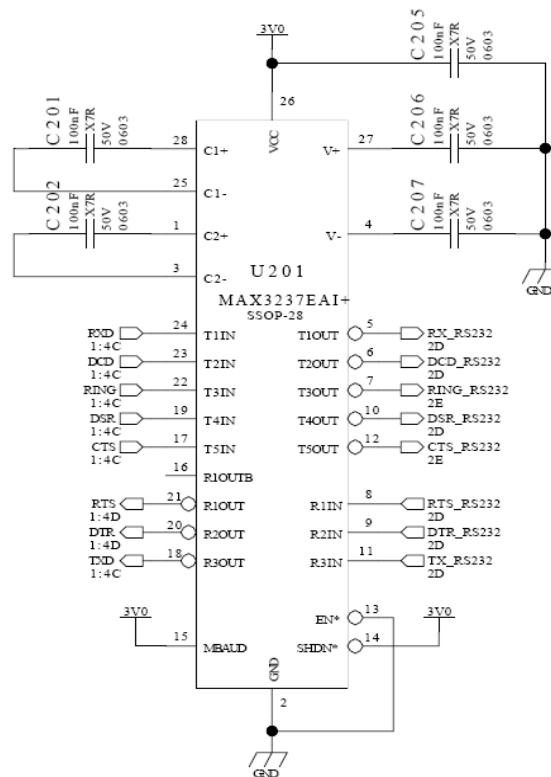 3V0
C205
100nF
X7R
50V
0603
26
VCC
C201
100nF
X7R
50V
0603
28
C1+
25
C1-
C202
100nF
X7R
50V
0603
1
C2+
3
C2-
V+
27
C206
100nF
X7R
50V
0603
V-
4
C207
100nF
X7R
50V
0603
GND
U201
MAX3237EAI+
SSOP-28
RXD
1:4C
24
T1IN
T1OUT
5
RX_RS232
2D
DCD
1:4C
23
T2IN
T2OUT
6
DCD_RS232
2D
RING
1:4C
22
T3IN
T3OUT
7
RING_RS232
2E
DSR
1:4C
19
T4IN
T4OUT
10
DSR_RS232
2D
CTS
1:4C
17
T5IN
T5OUT
12
CTS_RS232
2E
16
R1OUTB
RTS
1:4D
21
R1OUT
R1IN
8
RTS_RS232
2D
DTR
1:4D
20
R2OUT
R2IN
9
DTR_RS232
2D
TXD
1:4C
18
R3OUT
R3IN
11
TX_RS232
2D
EN*
13
3V0
15
MBAUD
SHDN*
14
3V0
GND
2
GND